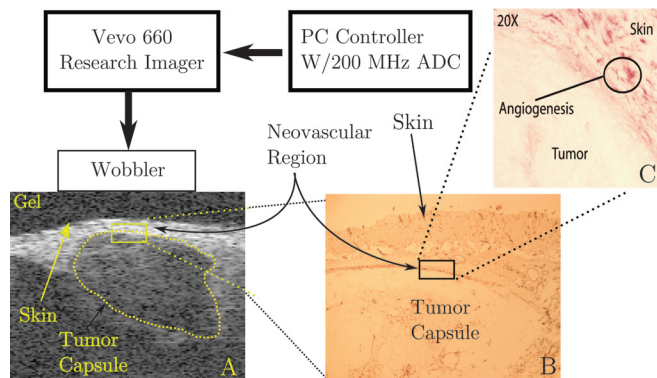 Vevo 660
Research Imager
PC Controller
W/200 MHz ADC
20X
Skin
Angiogenesis
Tumor
C
Wobbler
Neovascular
Region
Skin
Gel
Skin
Tumor
Capsule
A
Tumor
Capsule
B